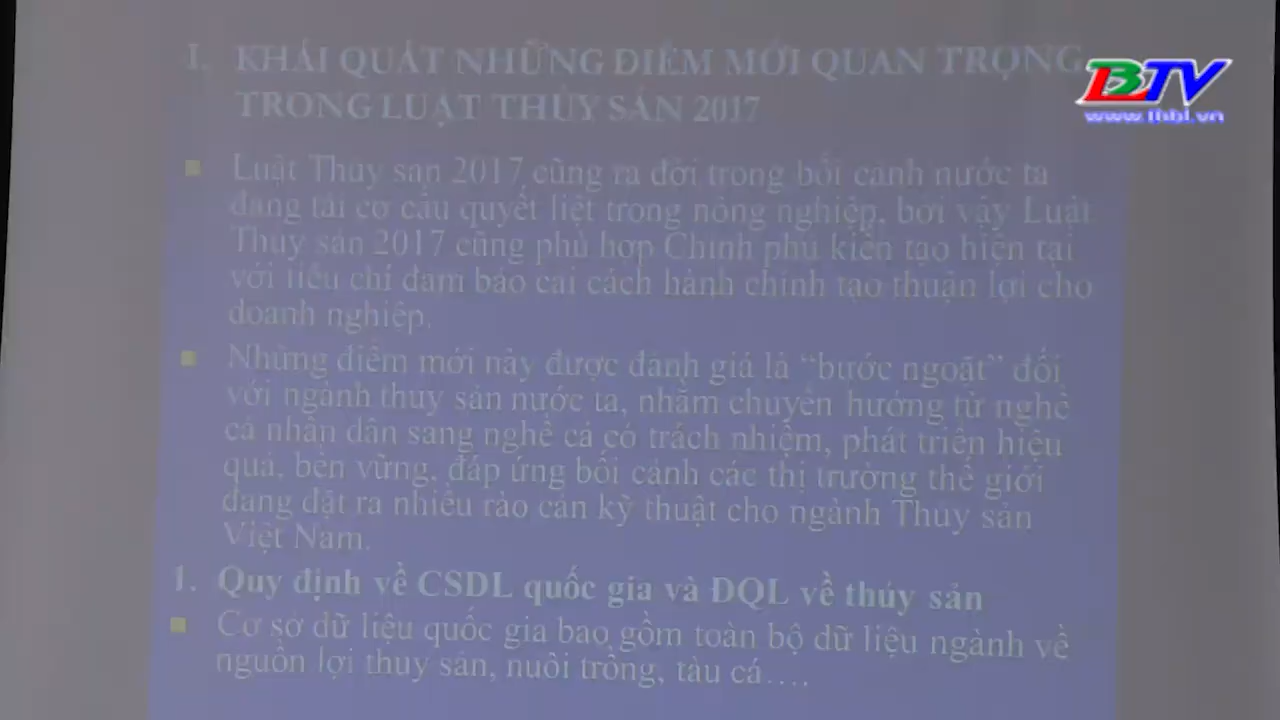 I. KHÁI QUÁT NHỮNG ĐIỂM MỚI QUAN TRỌNG
TRONG LUẬT THỦY SẢN 2017
BTV
www.thbl.vn
Luật Thủy sản 2017 cũng ra đời trong bối cảnh nước ta
đang tái cơ cấu quyết liệt trong nông nghiệp, bởi vậy Luật
Thủy sản 2017 cũng phù hợp Chính phủ kiến tạo hiện tại
với tiêu chí đảm bảo cải cách hành chính tạo thuận lợi cho
doanh nghiệp.
Những điểm mới này được đánh giá là “bước ngoặt” đối
với ngành thủy sản nước ta, nhằm chuyển hướng từ nghề
cá nhân dân sang nghề cá có trách nhiệm, phát triển hiệu
quả, bền vững, đáp ứng bối cảnh các thị trường thế giới
đang đặt ra nhiều rào cản kỹ thuật cho ngành Thủy sản
Việt Nam.
1. Quy định về CSDL quốc gia và ĐQL về thủy sản
Cơ sở dữ liệu quốc gia bao gồm toàn bộ dữ liệu ngành về
nguồn lợi thủy sản, nuôi trồng, tàu cá….